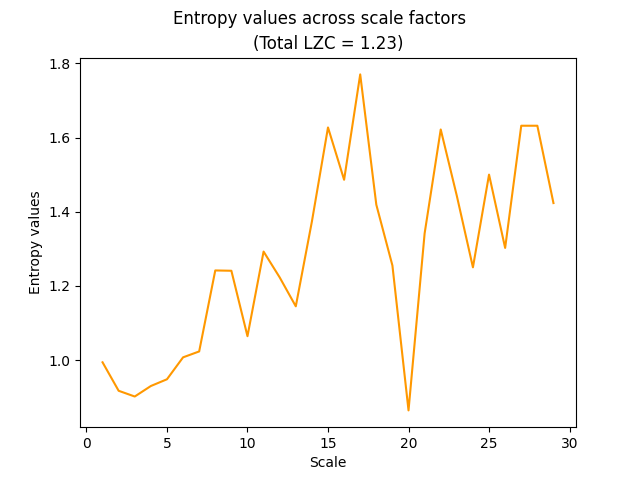 Entropy values across scale factors
(Total LZC = 1.23)
1.8
1.6
1.4
1.2
1.0
Entropy values
0 5 10 15 20 25 30
Scale